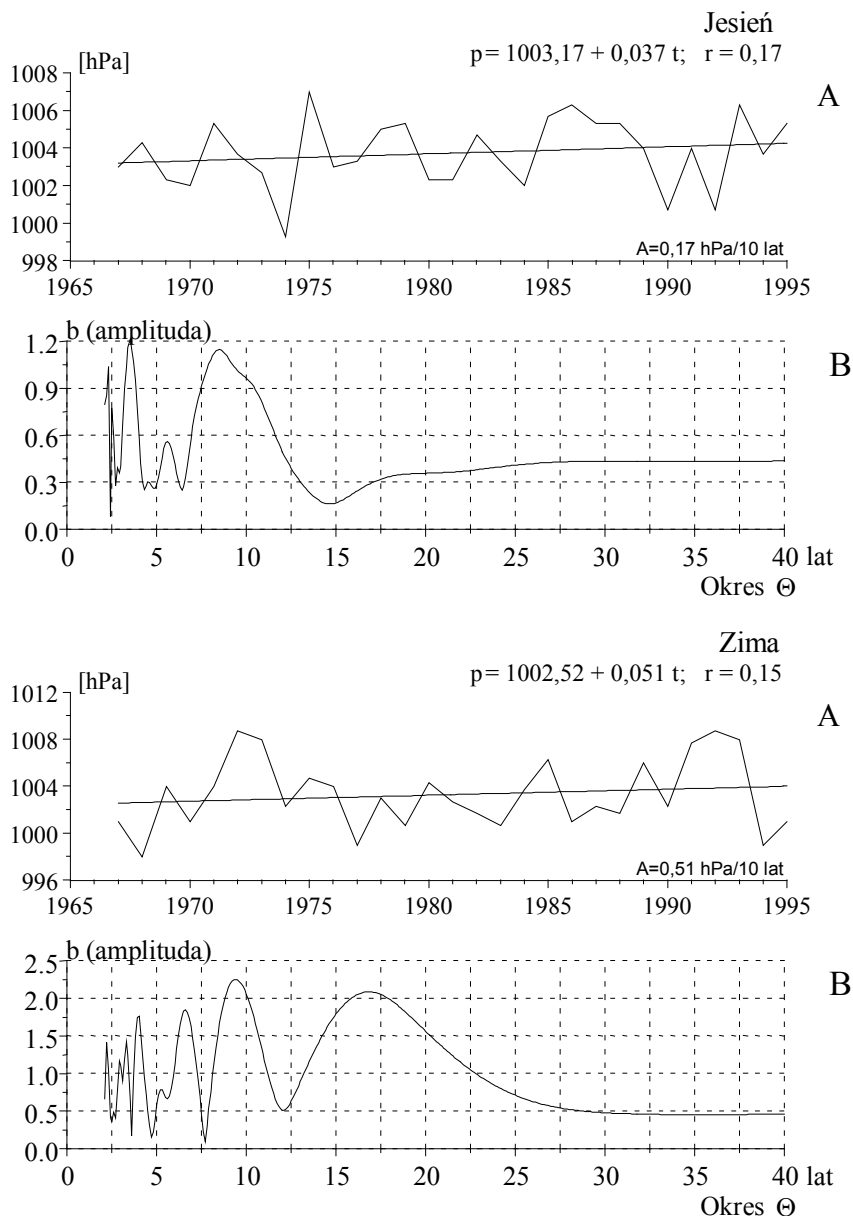 Jesień
p= 1003,17 + 0,037 t; r = 0,17
[hPa]
A
1008
1006
1004
1002
1000
998
A=0,17 hPa/10 lat
1965 1970 1975 1980 1985 1990 1995
b (amplituda)
B
1.2
0.9
0.6
0.3
0.0
0 5 10 15 20 25 30 35 40 lat
Okres Θ
Zima
p= 1002,52 + 0,051 t; r = 0,15
[hPa]
A
1012
1008
1004
1000
996
A=0,51 hPa/10 lat
1965 1970 1975 1980 1985 1990 1995
b (amplituda)
B
2.5
2.0
1.5
1.0
0.5
0.0
0 5 10 15 20 25 30 35 40 lat
Okres Θ